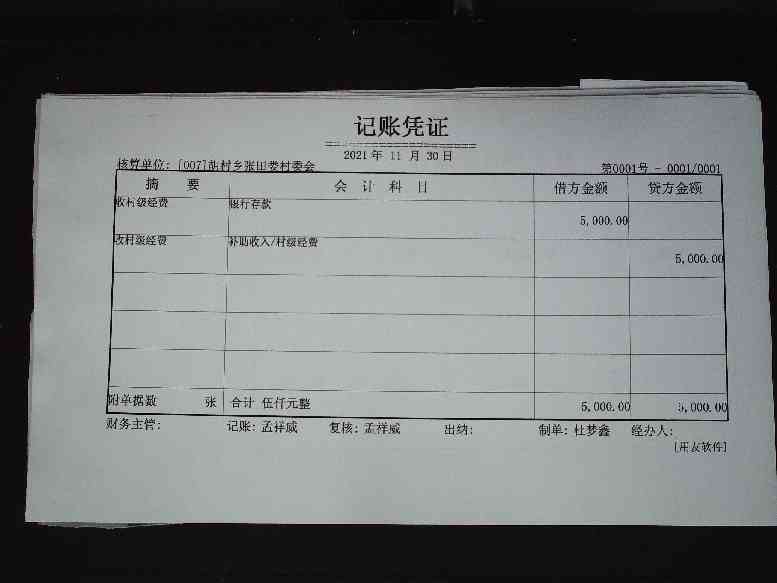 记账凭证
2021 年 11 月 30 日
核算单位: [007]胡村乡张田娄村委会 第0001号 - 0001/0001
摘 要 会 计 科 目 借方金额 贷方金额
收村级经费 银行存款 5,000.00
收村级经费 补助收入/村级经费 5,000.00
附单据数 张 合计 伍仟元整 5,000.00 5,000.00
财务主管: 记账: 孟祥威 复核: 孟祥威 出纳: 制单: 杜梦鑫 经办人:
[用友软件]